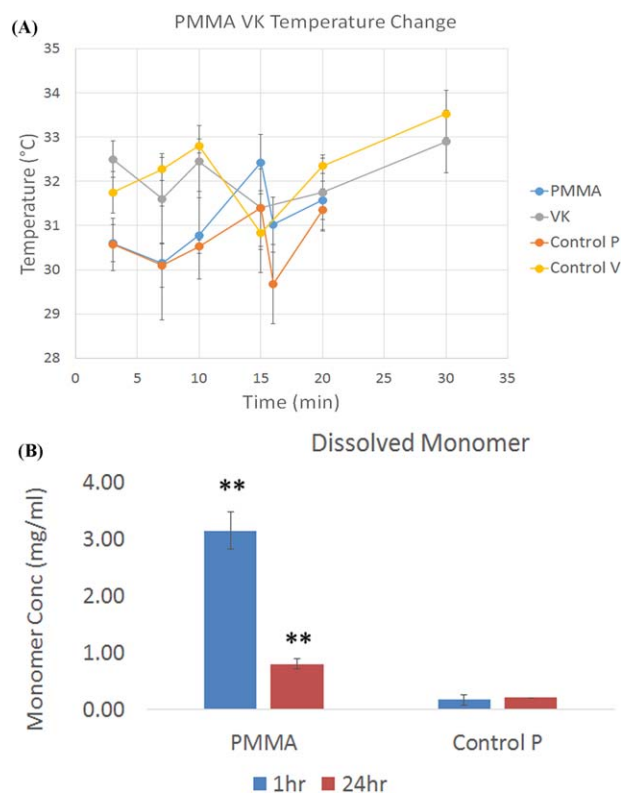 (A)
PMMA VK Temperature Change
35
34
33
32
31
30
29
28
Temperature (°C)
0 5 10 15 20 25 30 35
Time (min)
PMMA
VK
Control P
Control V
(B)
Dissolved Monomer
4.00
3.00
2.00
1.00
0.00
Monomer Conc (mg/ml)
**
**
PMMA Control P
1hr 24hr